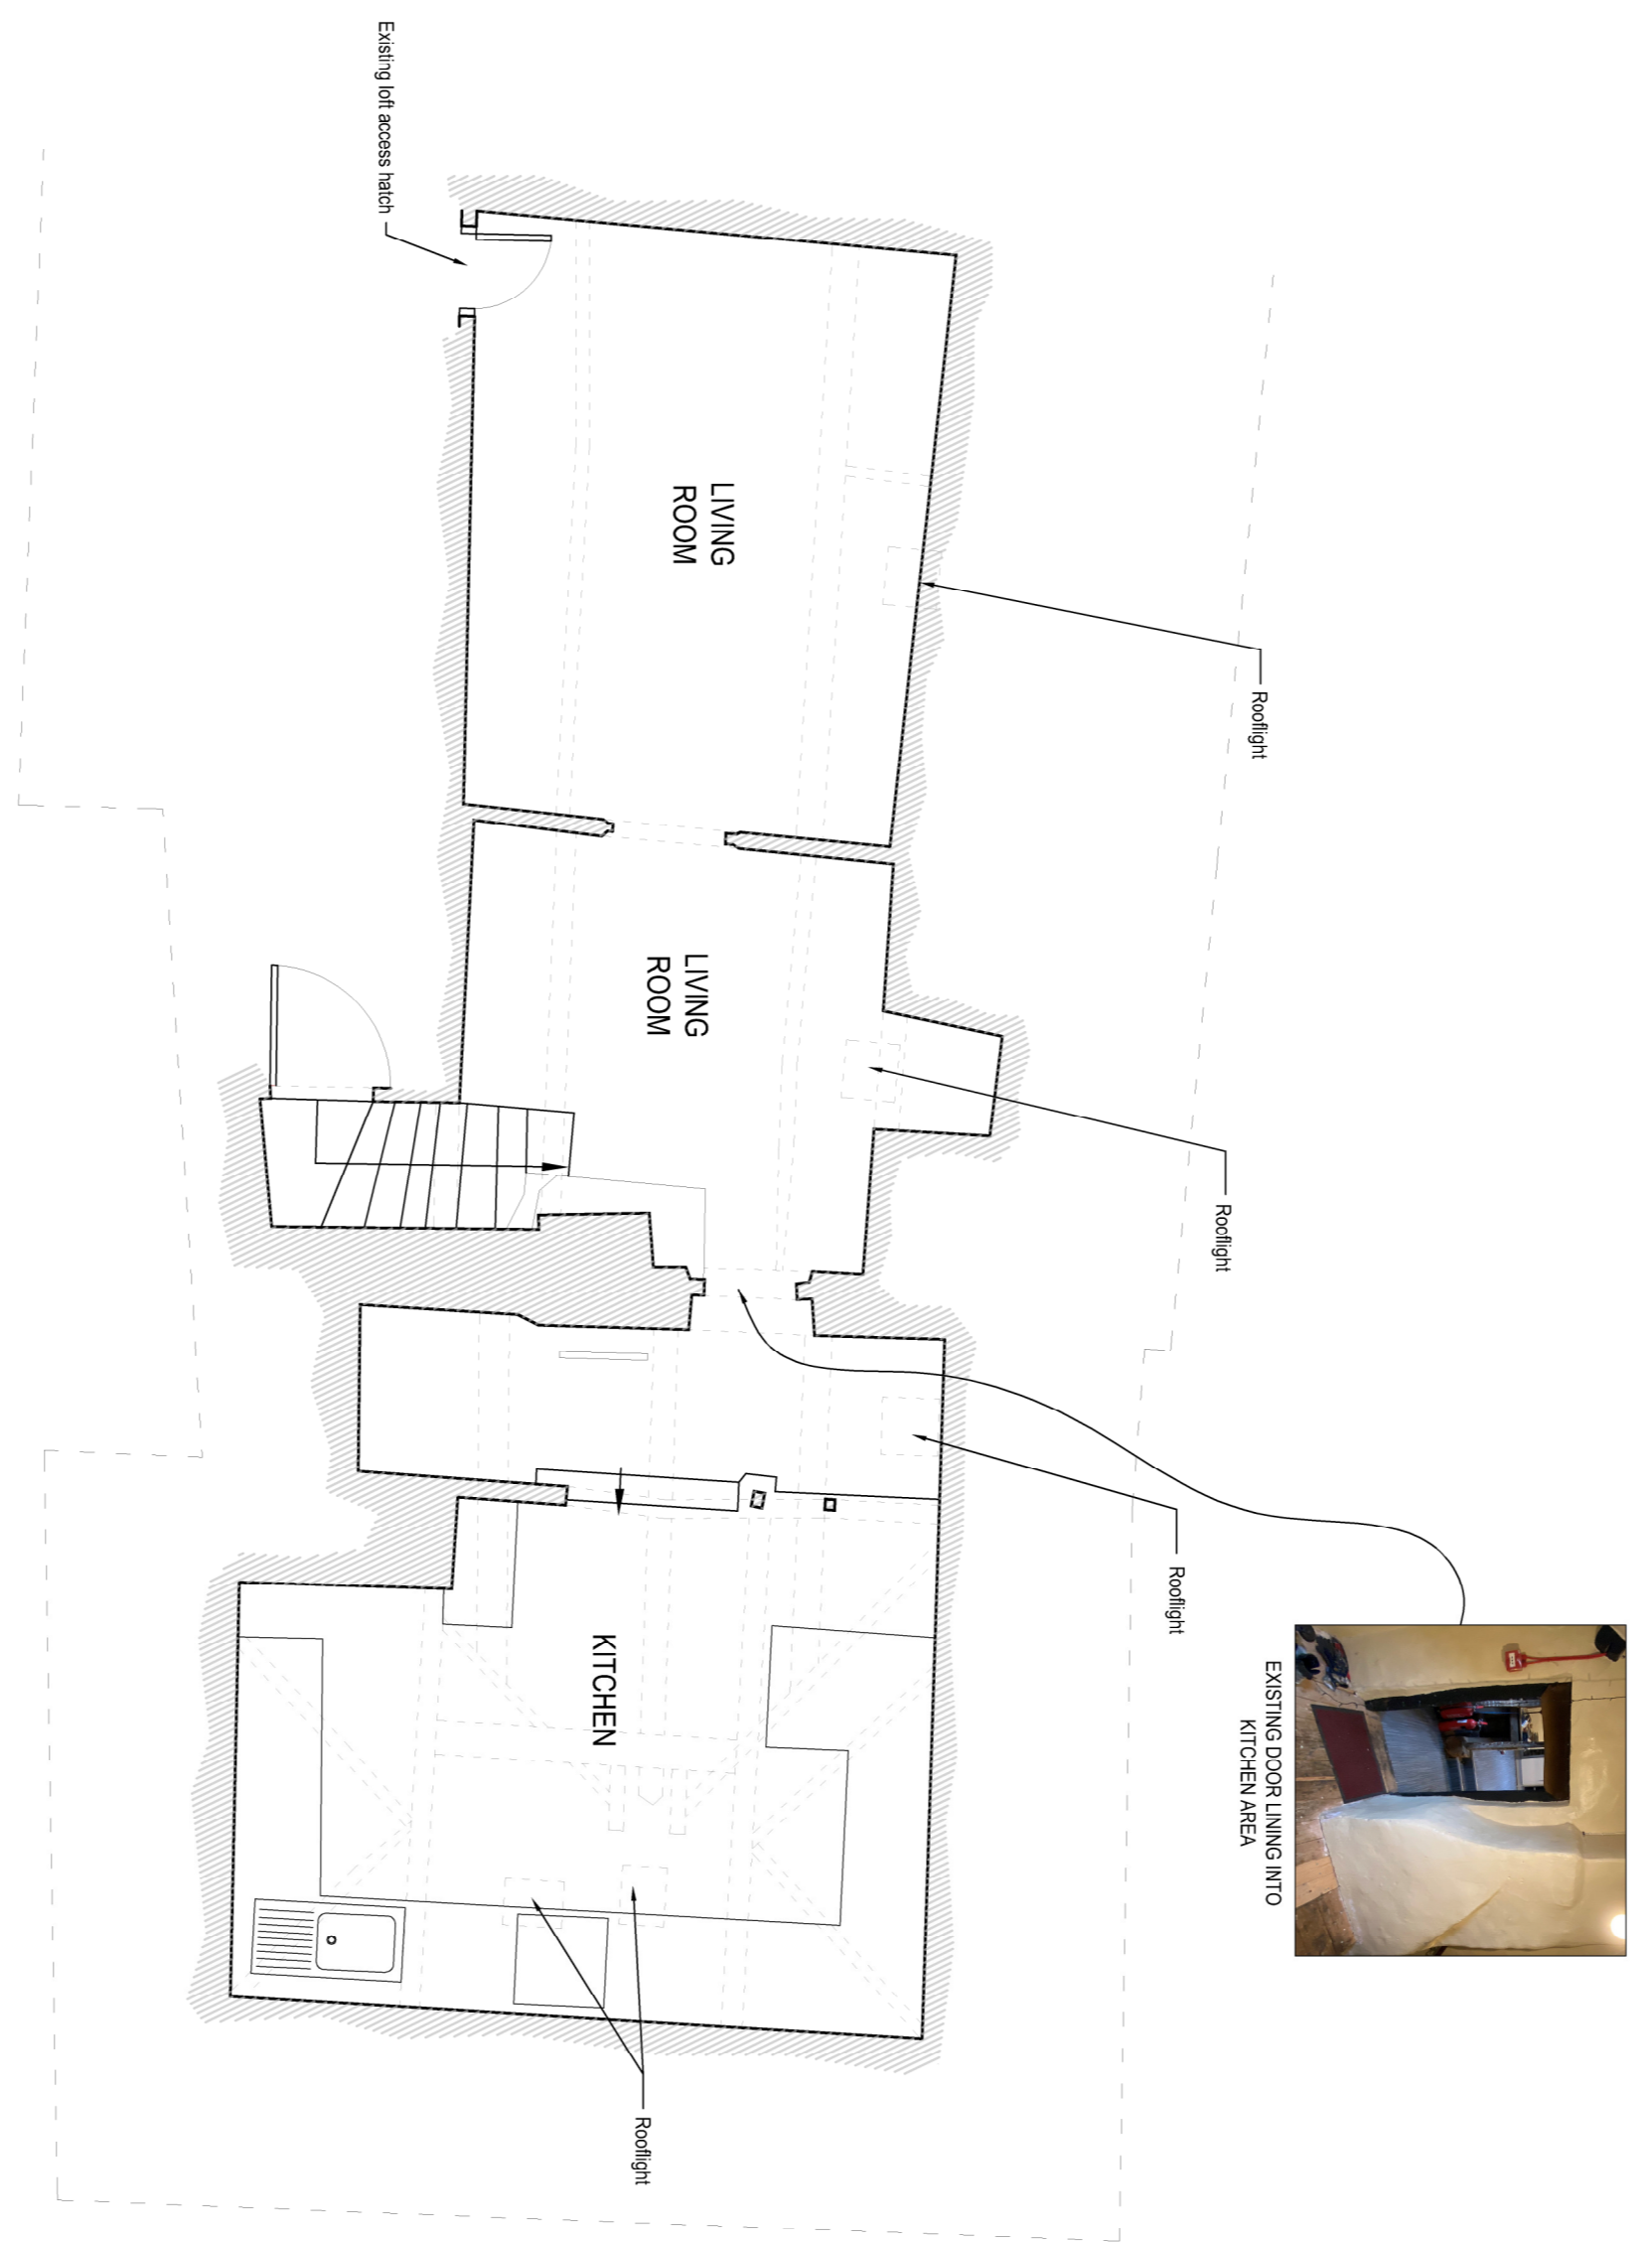 Existing loft access hatch
LIVING
ROOM
Rooflight
LIVING
ROOM
Rooflight
Rooflight
KITCHEN
EXISTING DOOR LINING INTO
KITCHEN AREA
Rooflight